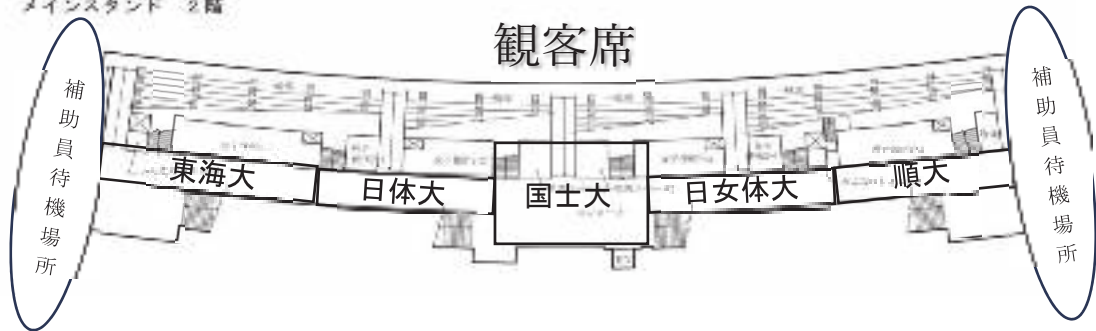 メインスタンド 2階
観客席
補助員待機場所
東海大
日体大
国士大
日女体大
順大
補助員待機場所